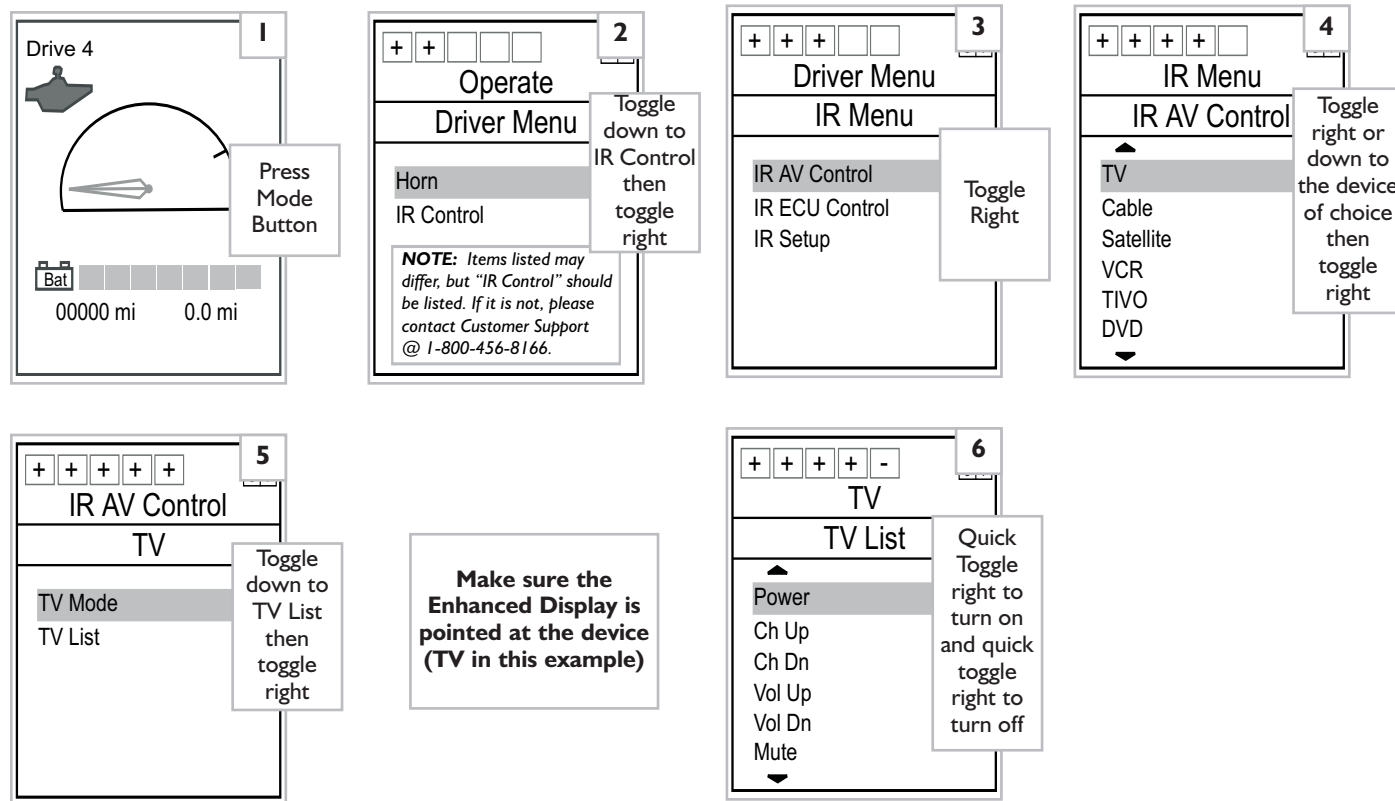 1
Drive 4
Press
Mode
Button
Bat
00000 mi 0.0 mi
2
+ +
Operate
Driver Menu
Horn
IR Control
Toggle
down to
IR Control
then
toggle
right
NOTE: Items listed may
differ, but “IR Control” should
be listed. If it is not, please
contact Customer Support
@ 1-800-456-8166.
3
+ + +
Driver Menu
IR Menu
IR AV Control
IR ECU Control
IR Setup
Toggle
Right
4
+ + + +
IR Menu
IR AV Control
TV
Cable
Satellite
VCR
TIVO
DVD
Toggle
right or
down to
the device
of choice
then
toggle
right
5
+ + + + +
IR AV Control
TV
TV Mode
TV List
Toggle
down to
TV List
then
toggle
right
Make sure the
Enhanced Display is
pointed at the device
(TV in this example)
6
+ + + + -
TV
TV List
Power
Ch Up
Ch Dn
Vol Up
Vol Dn
Mute
Quick
Toggle
right to
turn on
and quick
toggle
right to
turn off